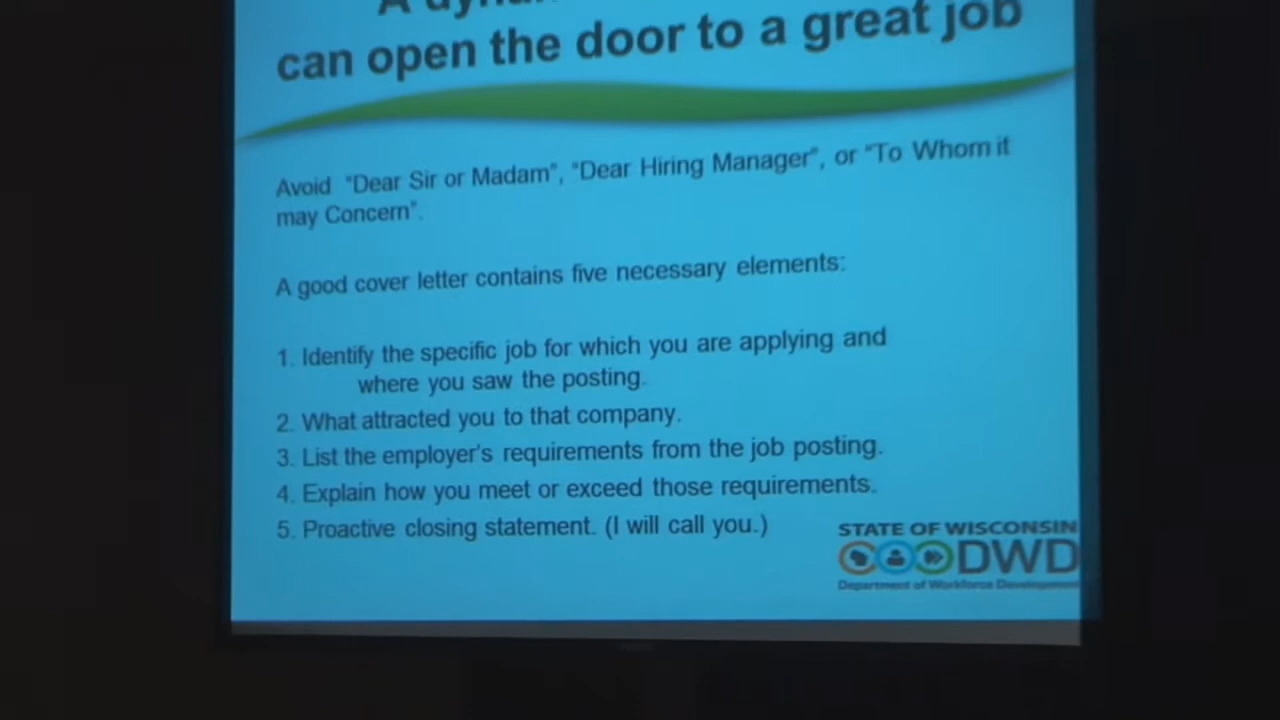 A
can open the door to a great job
Avoid "Dear Sir or Madam", "Dear Hiring Manager", or "To Whom it
may Concern".
A good cover letter contains five necessary elements:
1. Identify the specific job for which you are applying and
where you saw the posting.
2. What attracted you to that company.
3. List the employer's requirements from the job posting.
4. Explain how you meet or exceed those requirements.
5. Proactive closing statement. (I will call you.)
STATE OF WISCONSIN
DWD
Department of Workforce Development